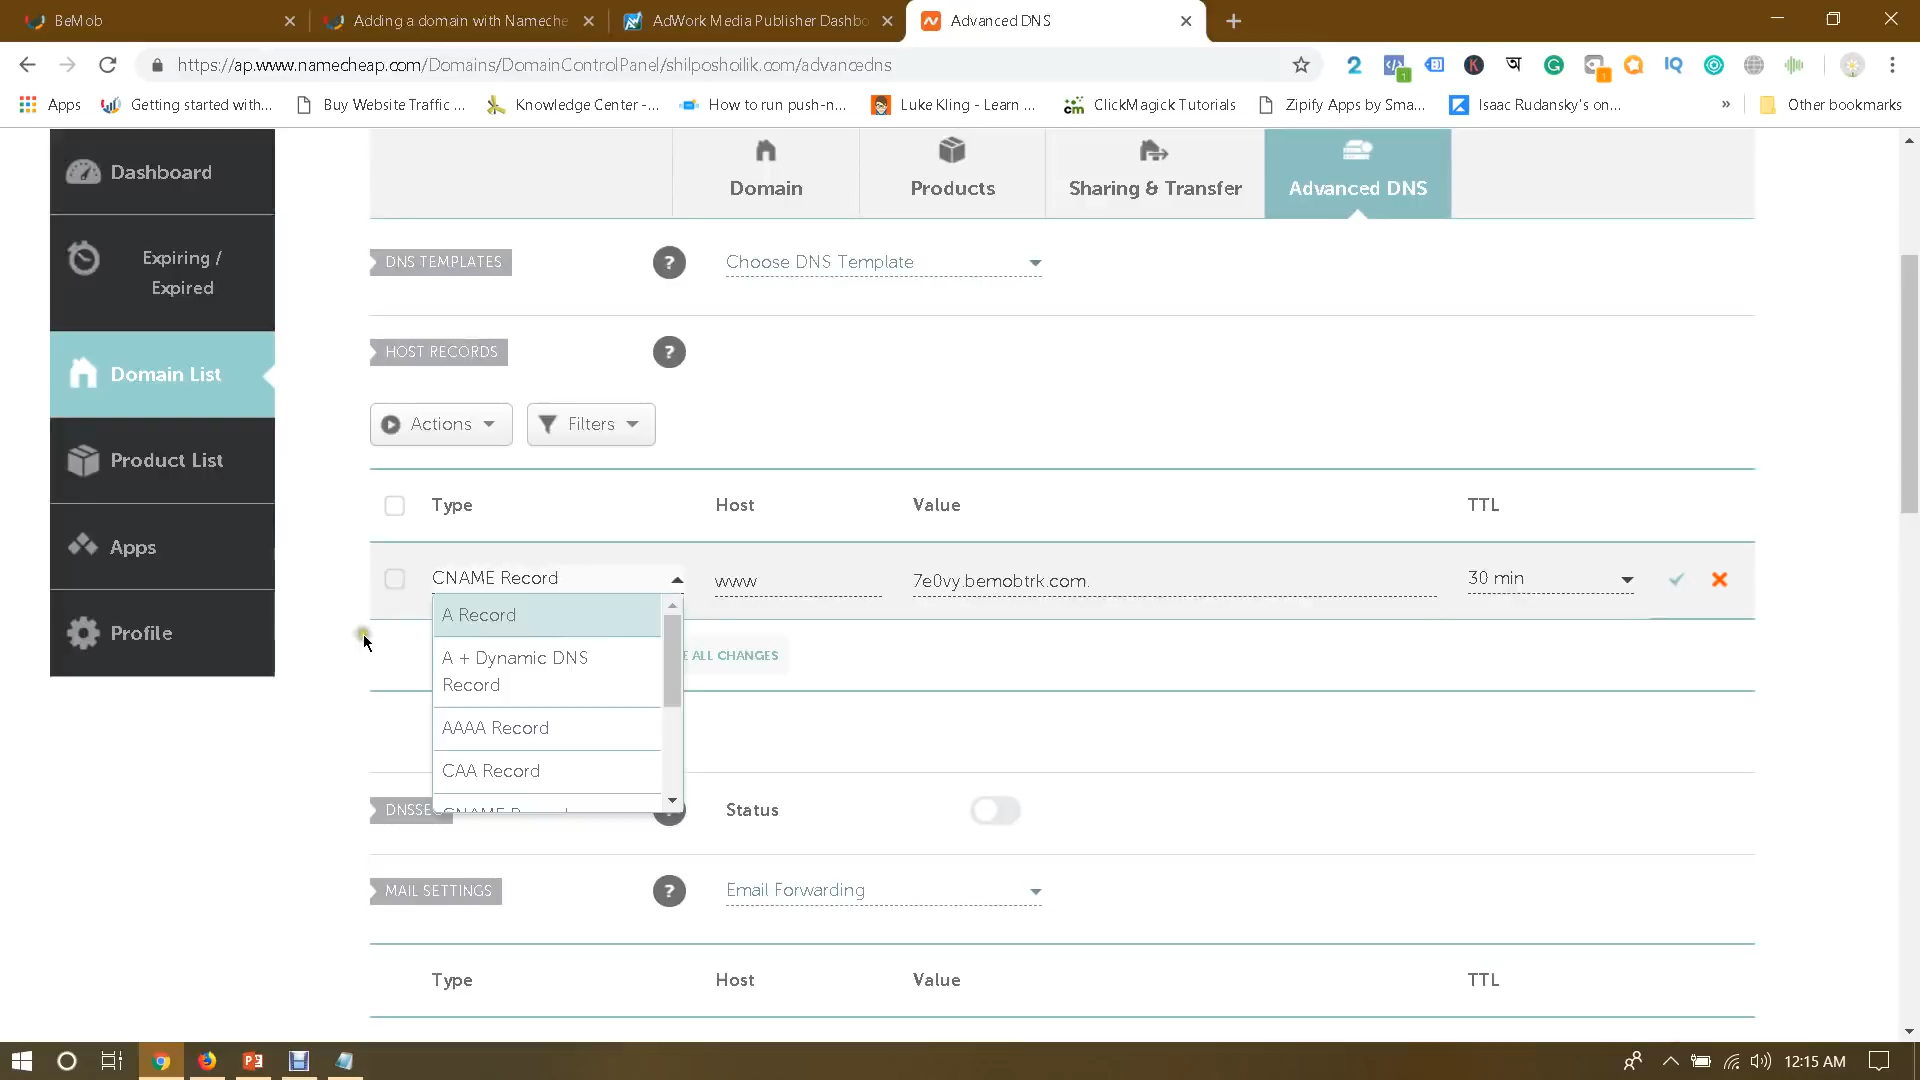 BeMob
Adding a domain with Nameche
AdWork Media Publisher Dashbo
Advanced DNS
https://ap.www.namecheap.com/Domains/DomainControlPanel/shilposhoilik.com/advancedns
Apps
Getting started with...
Buy Website Traffic ...
Knowledge Center -...
How to run push-n...
Luke Kling - Learn ...
ClickMagick Tutorials
Zipify Apps by Sma...
Isaac Rudansky's on...
»
Other bookmarks
Dashboard
Expiring /
Expired
Domain List
Product List
Apps
Profile
Domain
Products
Sharing & Transfer
Advanced DNS
DNS TEMPLATES
?
Choose DNS Template
HOST RECORDS
?
Actions
Filters
Type
Host
Value
TTL
CNAME Record
www
7e0vy.bemobtrk.com.
30 min
A Record
A + Dynamic DNS
Record
AAAA Record
CAA Record
CNAME Record
E ALL CHANGES
DNSSE
Status
MAIL SETTINGS
?
Email Forwarding
Type
Host
Value
TTL
12:15 AM